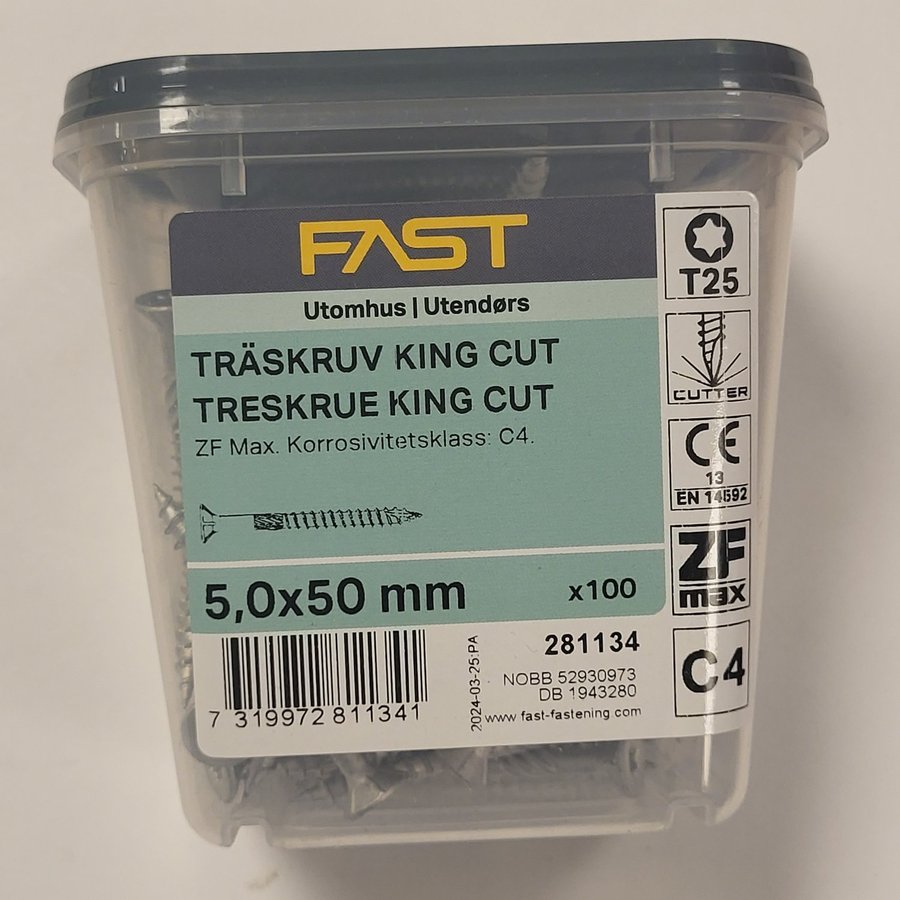 FAST
Utomhus | Utendørs
TRÄSKRUV KING CUT
TRESKRUE KING CUT
ZF Max. Korrosivitetsklass: C4.
5,0x50 mm
x100
7 319972 811341
2024-03-25:PA
281134
NOBB 52930973
DB 1943280
www.fast-fastening.com
T25
CUTTER
CE
13
EN 14592
ZF
max
C4